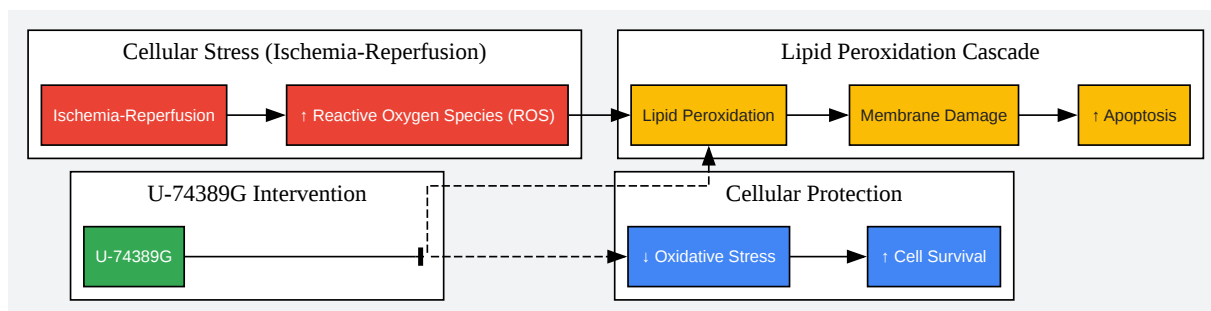 Cellular Stress (Ischemia-Reperfusion)
Ischemia-Reperfusion
↑ Reactive Oxygen Species (ROS)
Lipid Peroxidation Cascade
Lipid Peroxidation
Membrane Damage
↑ Apoptosis
U-74389G Intervention
U-74389G
Cellular Protection
↓ Oxidative Stress
↑ Cell Survival